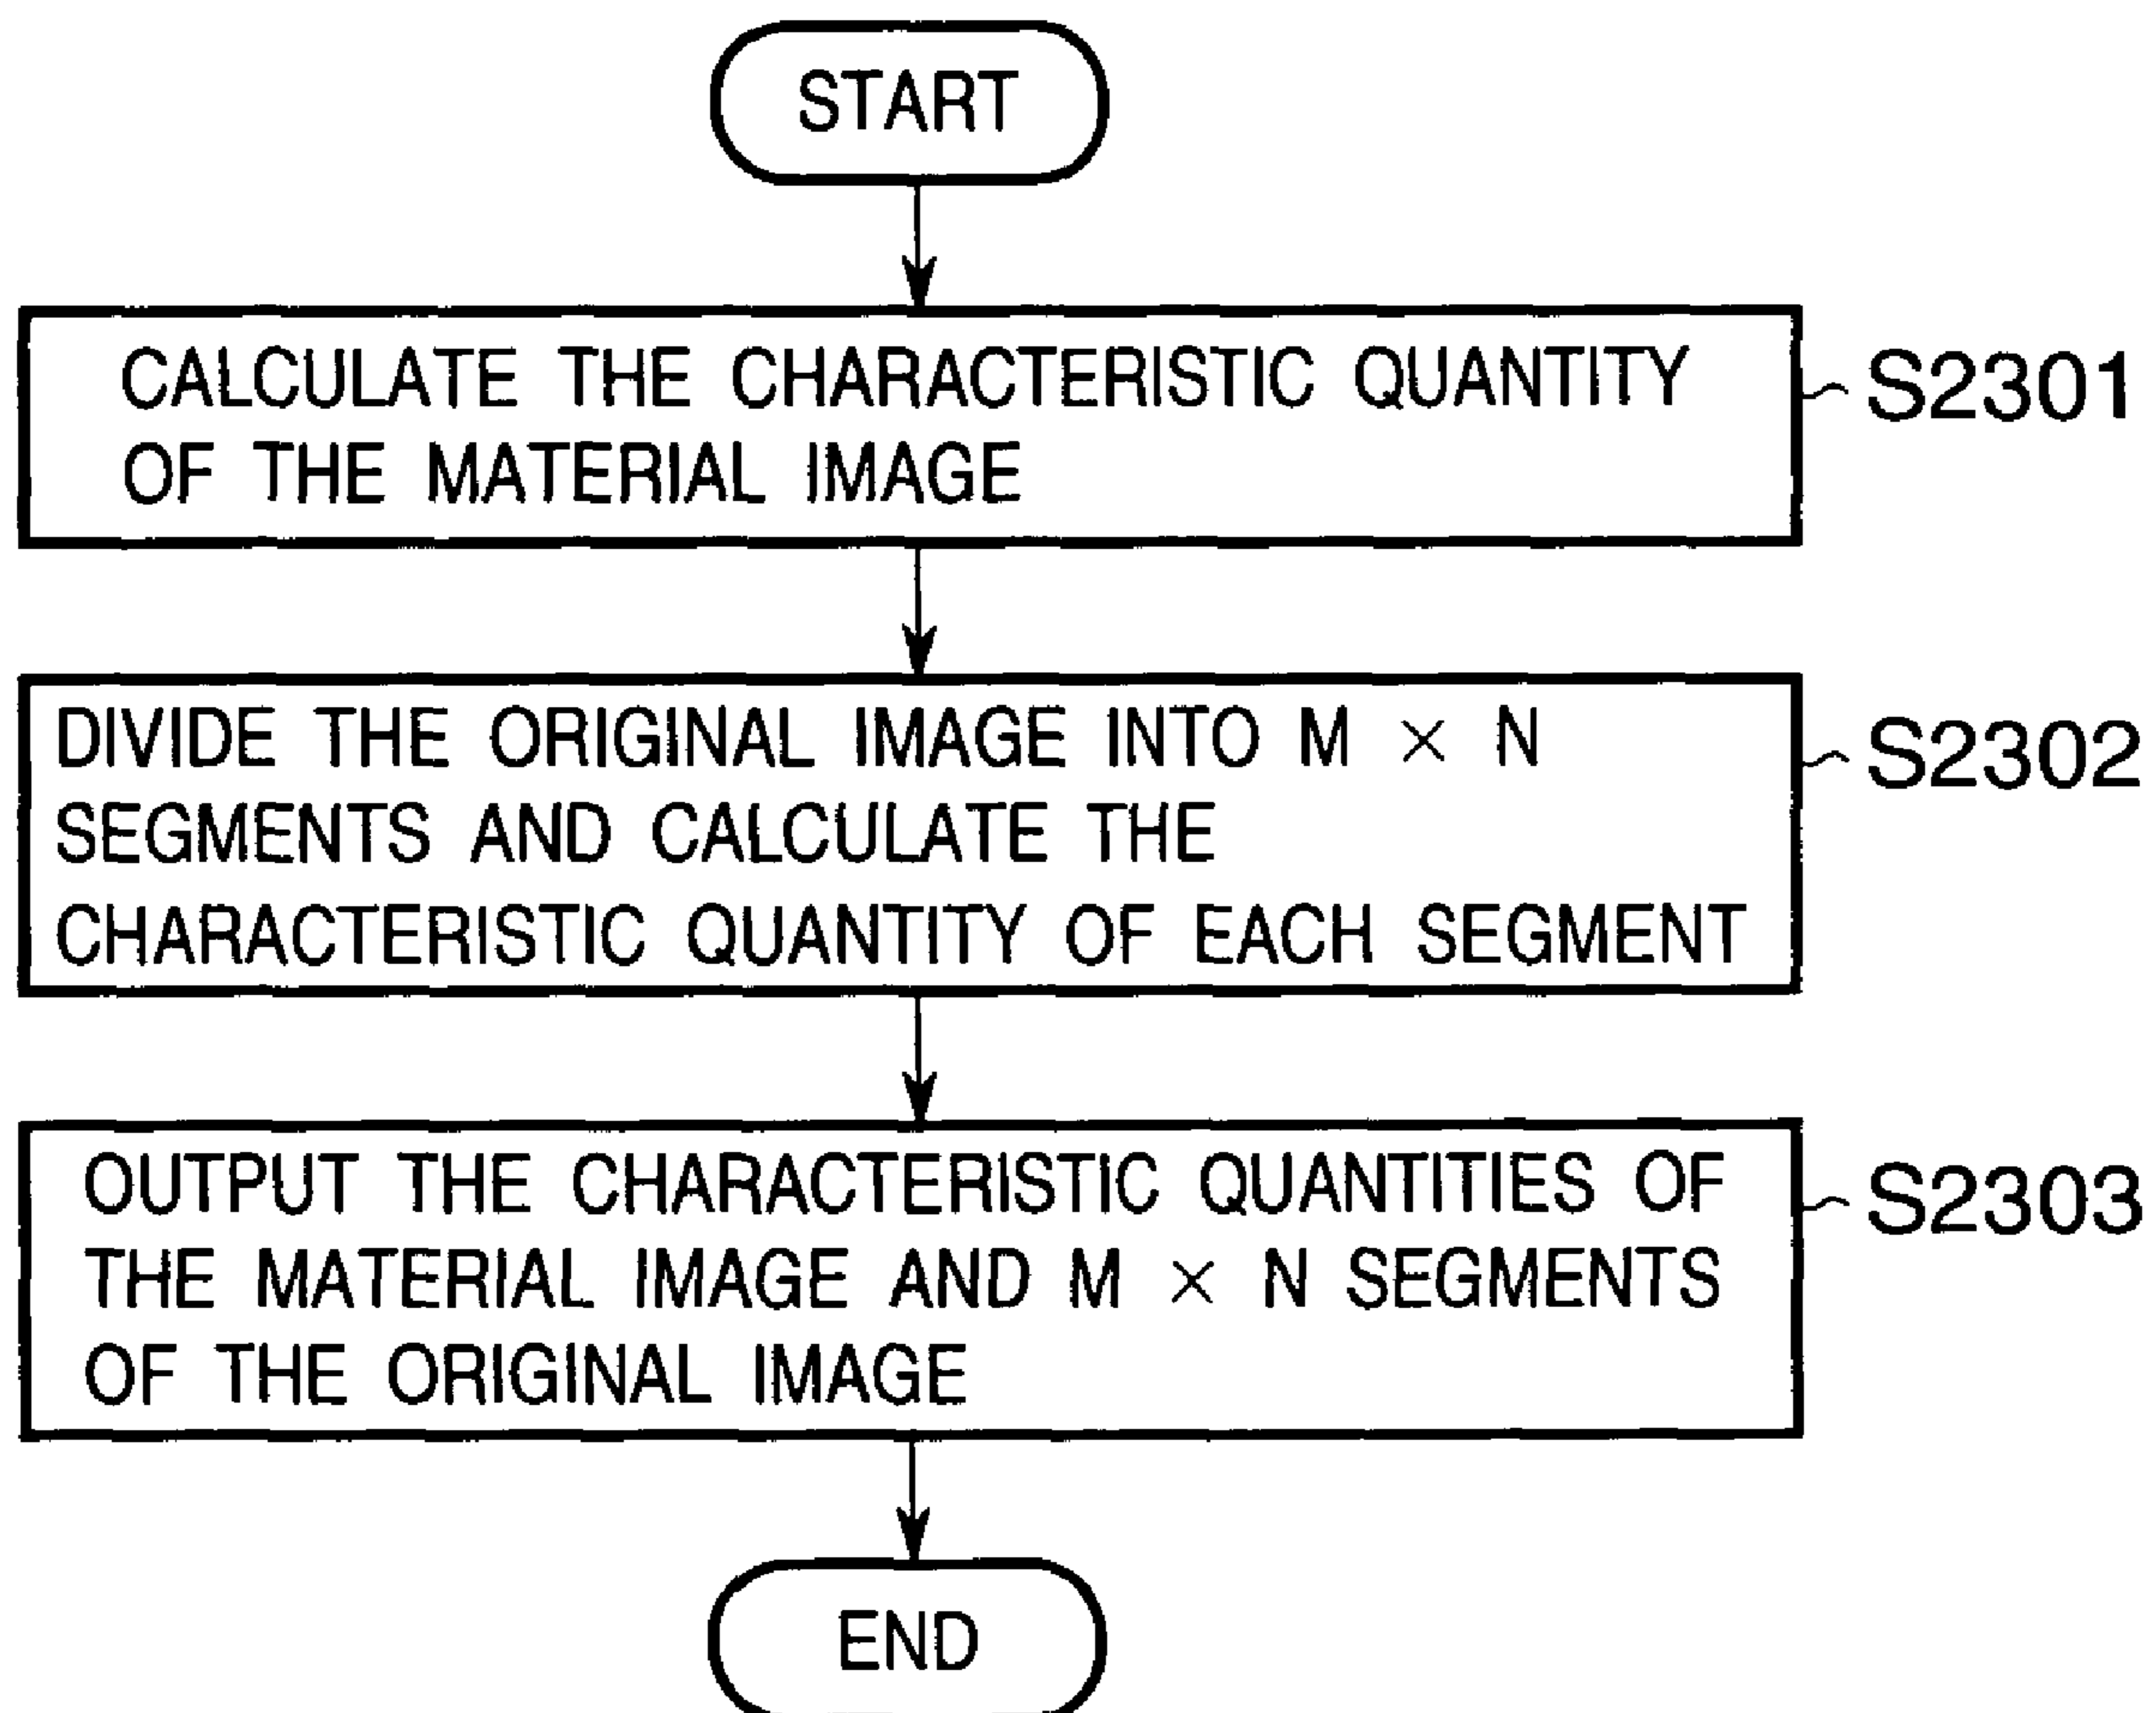 START
CALCULATE THE CHARACTERISTIC QUANTITY
OF THE MATERIAL IMAGE
S2301
DIVIDE THE ORIGINAL IMAGE INTO M × N
SEGMENTS AND CALCULATE THE
CHARACTERISTIC QUANTITY OF EACH SEGMENT
S2302
OUTPUT THE CHARACTERISTIC QUANTITIES OF
THE MATERIAL IMAGE AND M × N SEGMENTS
OF THE ORIGINAL IMAGE
S2303
END